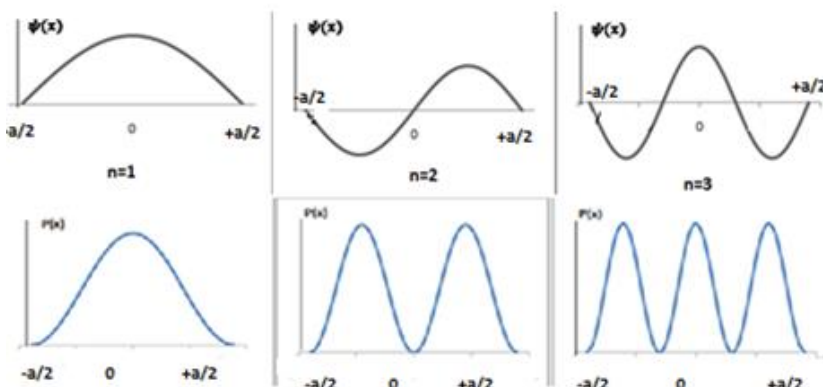 ψ(x)
-a/2 0 +a/2
n=1
ψ(x)
-a/2
0 +a/2
n=2
ψ(x)
-a/2 +a/2
0
n=3
P(x)
-a/2 0 +a/2
P(x)
-a/2 0 +a/2
P(x)
-a/2 0 +a/2